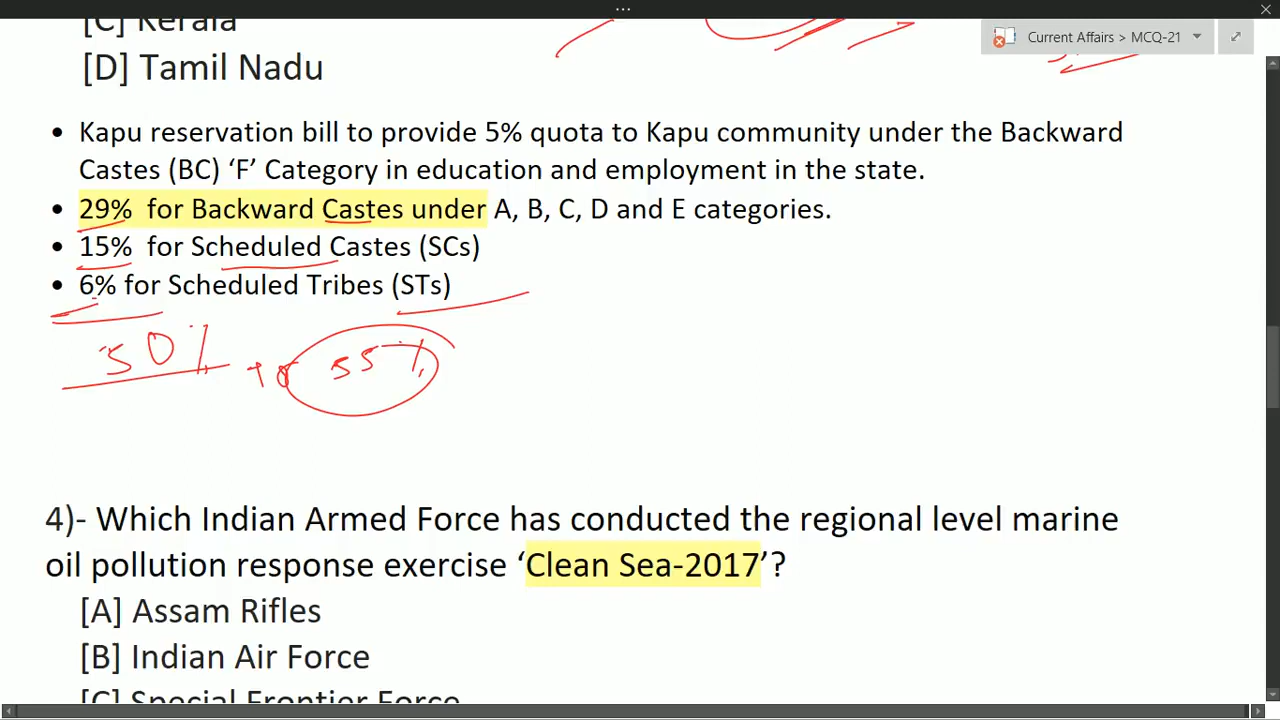 [C] Kerala
Current Affairs > MCQ-21
[D] Tamil Nadu
• Kapu reservation bill to provide 5% quota to Kapu community under the Backward
Castes (BC) ‘F’ Category in education and employment in the state.
• 29% for Backward Castes under A, B, C, D and E categories.
• 15% for Scheduled Castes (SCs)
• 6% for Scheduled Tribes (STs)
50% to 55%
4)- Which Indian Armed Force has conducted the regional level marine
oil pollution response exercise ‘Clean Sea-2017’?
[A] Assam Rifles
[B] Indian Air Force
[C] Special Frontier Force